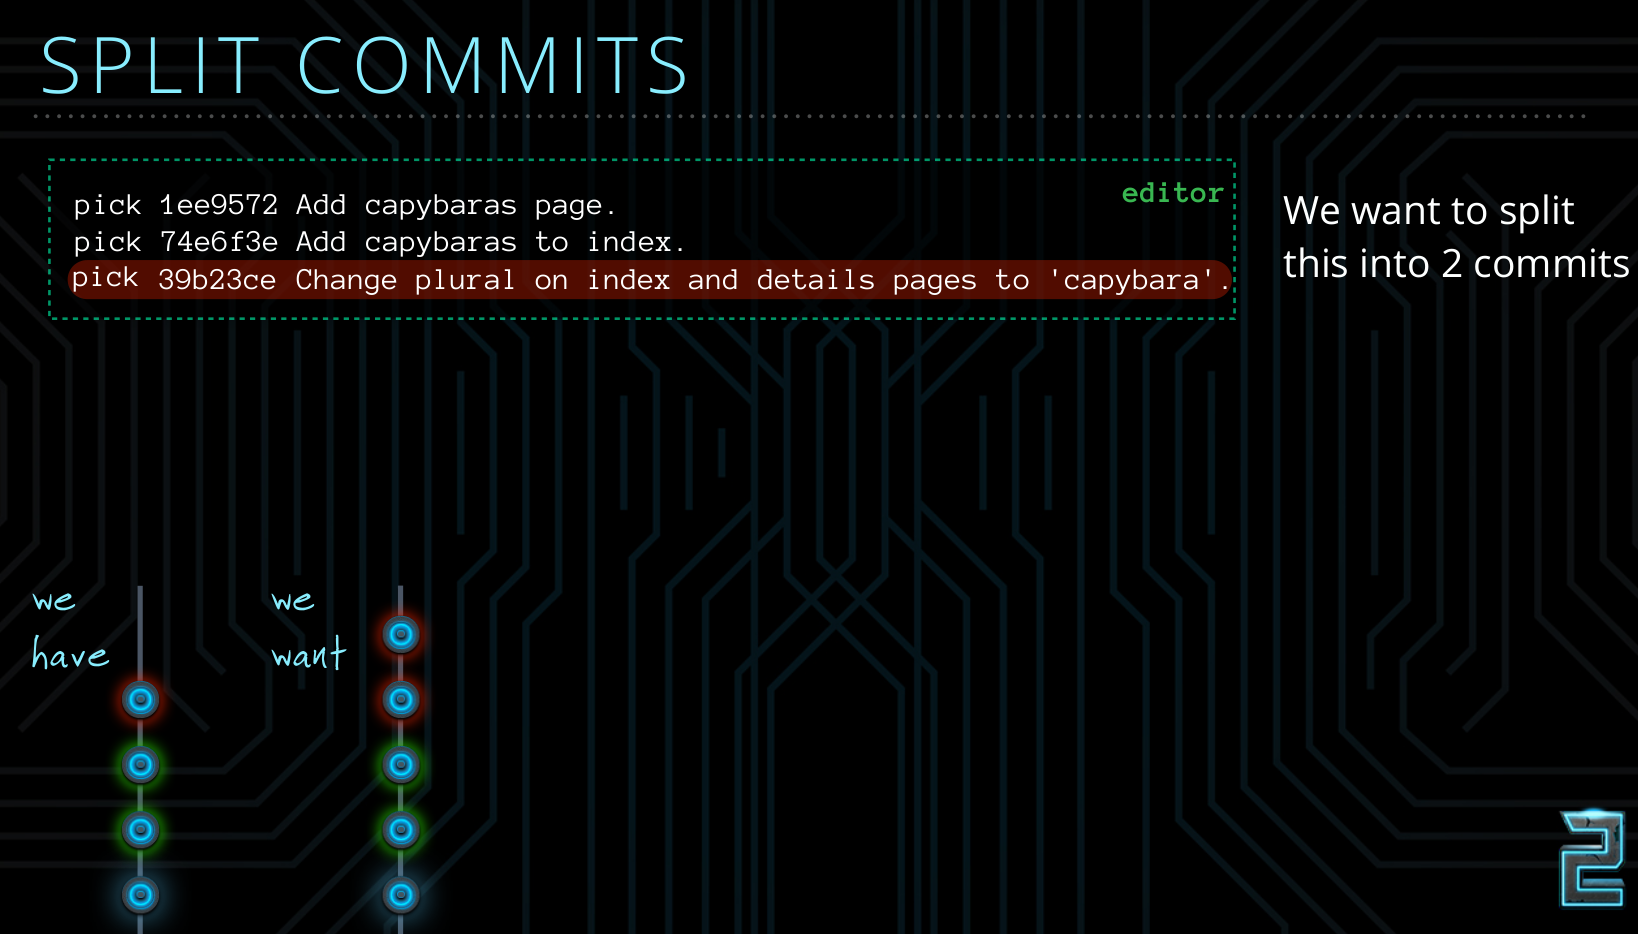 SPLIT COMMITS
editor
pick 1ee9572 Add capybaras page.
pick 74e6f3e Add capybaras to index.
pick 39b23ce Change plural on index and details pages to 'capybara'.
We want to split
this into 2 commits
we
have
we
want
2